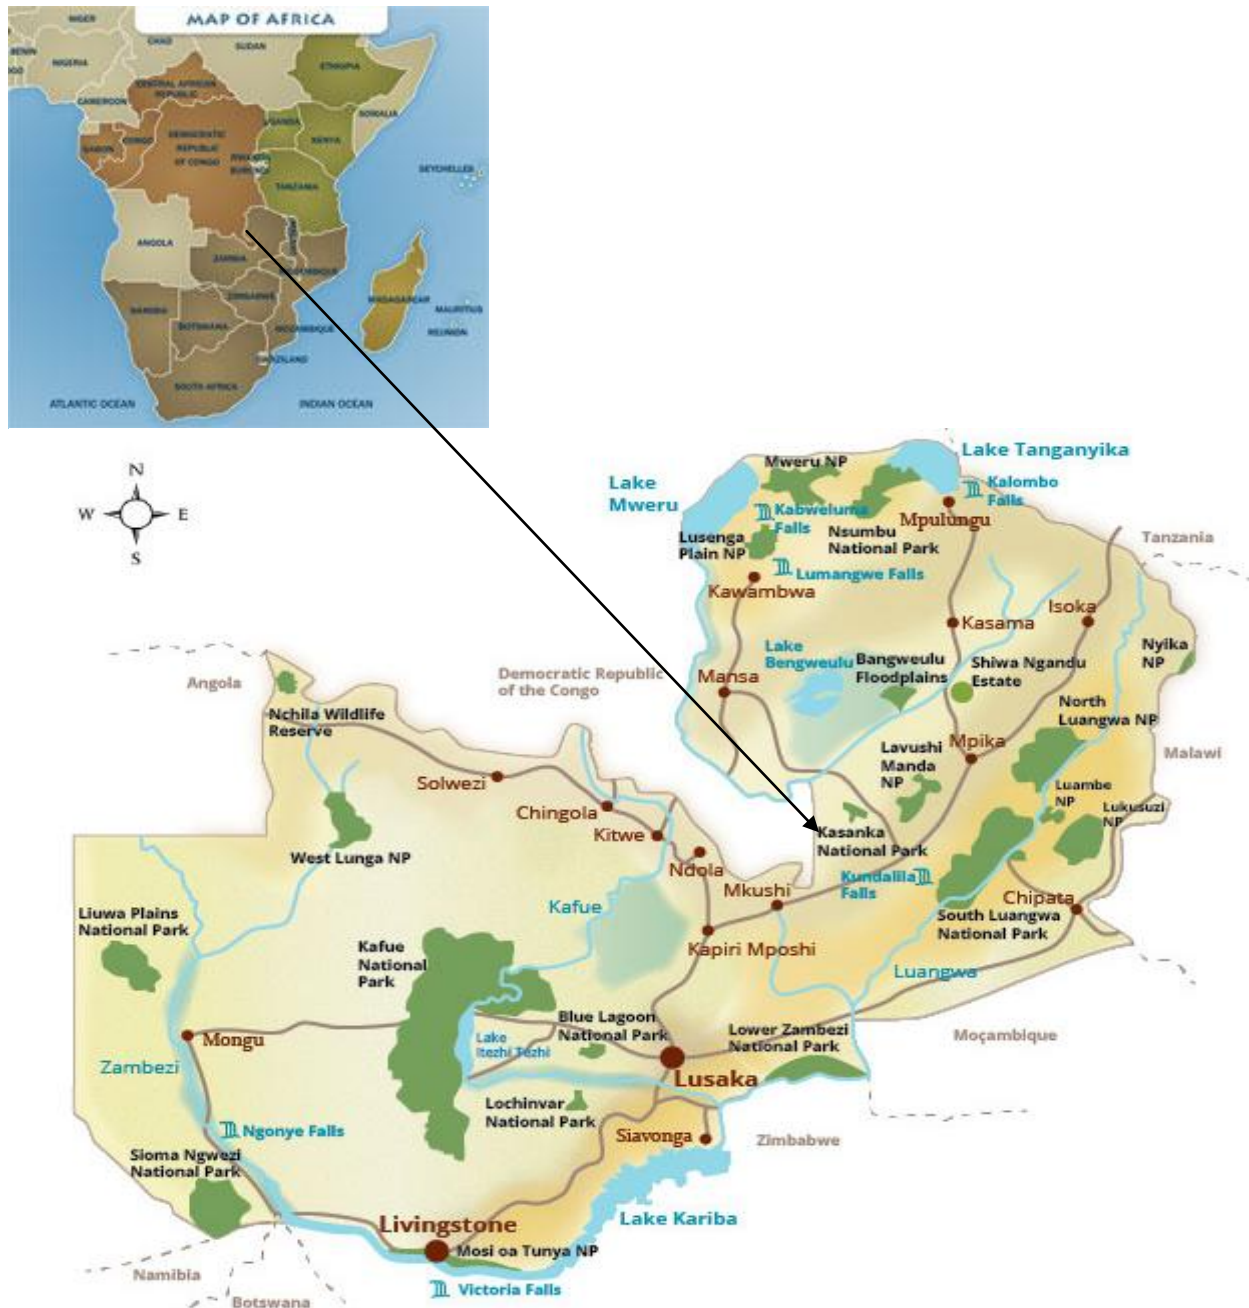 MAP OF AFRICA
NIGER
CHAD
SUDAN
BENIN
NIGERIA
ETHIOPIA
CENTRAL AFRICAN
REPUBLIC
CAMEROON
SOMALIA
UGANDA
KENYA
GABON
CONGO
DEMOCRATIC
REPUBLIC
OF CONGO
RWANDA
BURUNDI
SEYCHELLES
TANZANIA
ANGOLA
ZAMBIA
MOZAMBIQUE
ZIMBABWE
MADAGASCAR
NAMIBIA
BOTSWANA
MOZAMBIQUE
MAURITIUS
REUNION
SWAZILAND
SOUTH AFRICA
ATLANTIC OCEAN
INDIAN OCEAN
N
W
E
S
Lake Tanganyika
Mweru NP
Lake
Mweru
Kalombo
Falls
Kabweluma
Falls
Mpulungu
Nsumbu
National Park
Lusenga
Plain NP
Tanzania
Lumangwe Falls
Kawambwa
Isoka
Kasama
Nyika
NP
Lake
Bengweulu
Bangweulu
Floodplains
Shiwa Ngandu
Estate
Democratic Republic
of the Congo
Angola
Mansa
North
Luangwa NP
Nchila Wildlife
Reserve
Mpika
Lavushi
Manda
NP
Malawi
Solwezi
Luambe
NP
Lukusuzi
NP
Chingola
Kitwe
Kasanka
National Park
West Lunga NP
Ndola
Kundalila
Falls
Mkushi
Chipata
Kafue
Liuwa Plains
National Park
South Luangwa
National Park
Kafue
National
Park
Kapiri Mposhi
Luangwa
Blue Lagoon
National Park
Lower Zambezi
National Park
Moçambique
Mongu
Lake
Itezhi Tezhi
Zambezi
Lusaka
Lochinvar
National Park
Ngonye Falls
Siavonga
Zimbabwe
Sioma Ngwezi
National Park
Lake Kariba
Livingstone
Mosi oa Tunya NP
Namibia
Victoria Falls
Botswana